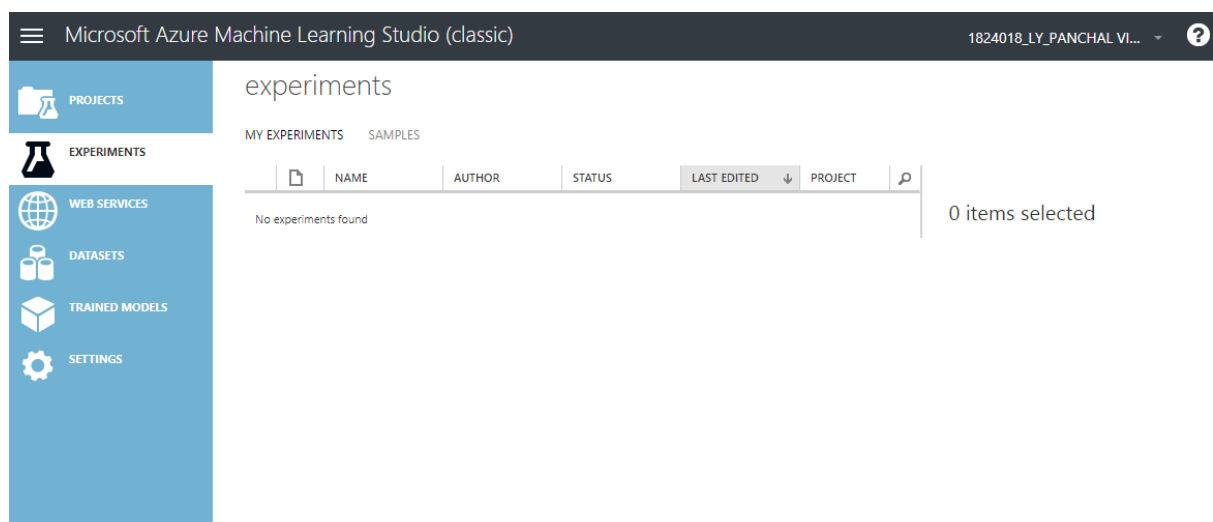 Microsoft Azure Machine Learning Studio (classic)
1824018_LY_PANCHAL VI...
?
PROJECTS
EXPERIMENTS
WEB SERVICES
DATASETS
TRAINED MODELS
SETTINGS
experiments
MY EXPERIMENTS SAMPLES
NAME AUTHOR STATUS LAST EDITED PROJECT
No experiments found
0 items selected